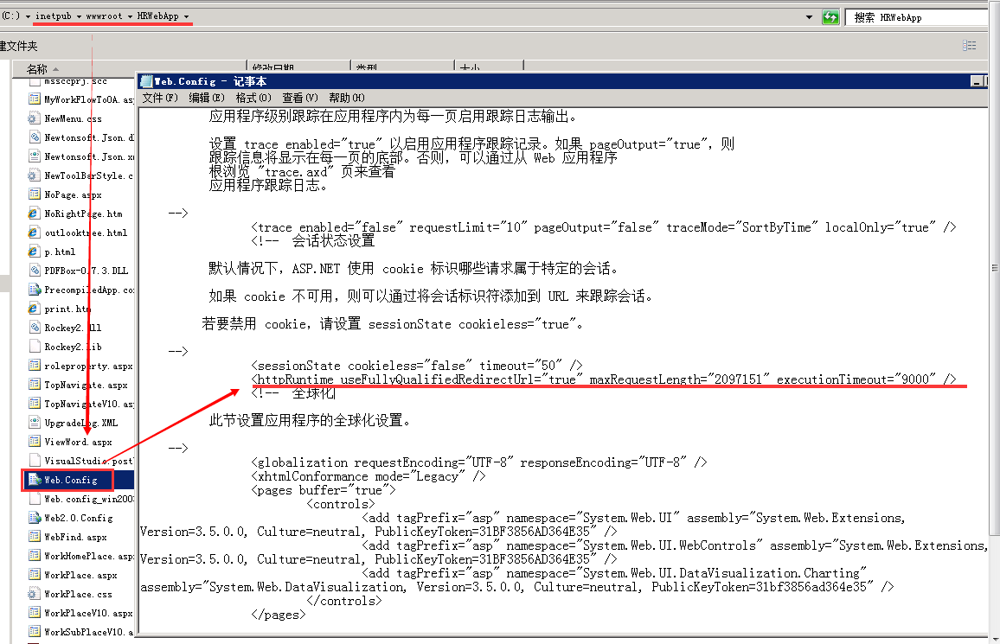 (C:) ▾ inetpub ▾ wwwroot ▾ HRWebApp ▾
搜索 HRWebApp
建文件夹
名称 修改日期 类型 大小
mssccprj.scc
MyWorkFlowToOA.as
NewMenu.css
Newtonsoft.Json.d
Newtonsoft.Json.x
NewToolBarStyle.c
NoPage.aspx
NoRightPage.htm
outlooktree.html
p.html
PDFBox-0.7.3.DLL
PrecompiledApp.co
print.htm
Rockey2.dll
Rockey2.lib
roleproperty.aspx
TopNavigate.aspx
TopNavigateV10.as
UpgradeLog.XML
ViewWord.aspx
VisualStudio.post
Web.Config
Web.config_win200
Web2.0.Config
WebFind.aspx
WorkHomePlace.asp
WorkPlace.aspx
WorkPlace.css
WorkPlaceV10.aspx
WorkSubPlaceV10.a
Web.Config - 记事本
文件(F) 编辑(E) 格式(O) 查看(V) 帮助(H)
应用程序级别跟踪在应用程序内为每一页启用跟踪日志输出。
设置 trace enabled="true" 以启用应用程序跟踪记录。如果 pageOutput="true"，则
跟踪信息将显示在每一页的底部。否则，可以通过从 Web 应用程序
根浏览 "trace.axd" 页来查看
应用程序跟踪日志。
-->
<trace enabled="false" requestLimit="10" pageOutput="false" traceMode="SortByTime" localOnly="true" />
<!-- 会话状态设置
默认情况下，ASP.NET 使用 cookie 标识哪些请求属于特定的会话。
如果 cookie 不可用，则可以通过将会话标识符添加到 URL 来跟踪会话。
若要禁用 cookie，请设置 sessionState cookieless="true"。
-->
<sessionState cookieless="false" timeout="50" />
<httpRuntime useFullyQualifiedRedirectUrl="true" maxRequestLength="2097151" executionTimeout="9000" />
<!-- 全球化
此节设置应用程序的全球化设置。
-->
<globalization requestEncoding="UTF-8" responseEncoding="UTF-8" />
<xhtmlConformance mode="Legacy" />
<pages buffer="true">
<controls>
<add tagPrefix="asp" namespace="System.Web.UI" assembly="System.Web.Extensions,
Version=3.5.0.0, Culture=neutral, PublicKeyToken=31BF3856AD364E35" />
<add tagPrefix="asp" namespace="System.Web.UI.WebControls" assembly="System.Web.Extensions,
Version=3.5.0.0, Culture=neutral, PublicKeyToken=31BF3856AD364E35" />
<add tagPrefix="asp" namespace="System.Web.UI.DataVisualization.Charting"
assembly="System.Web.DataVisualization, Version=3.5.0.0, Culture=neutral, PublicKeyToken=31bf3856ad364e35" />
</controls>
</pages>